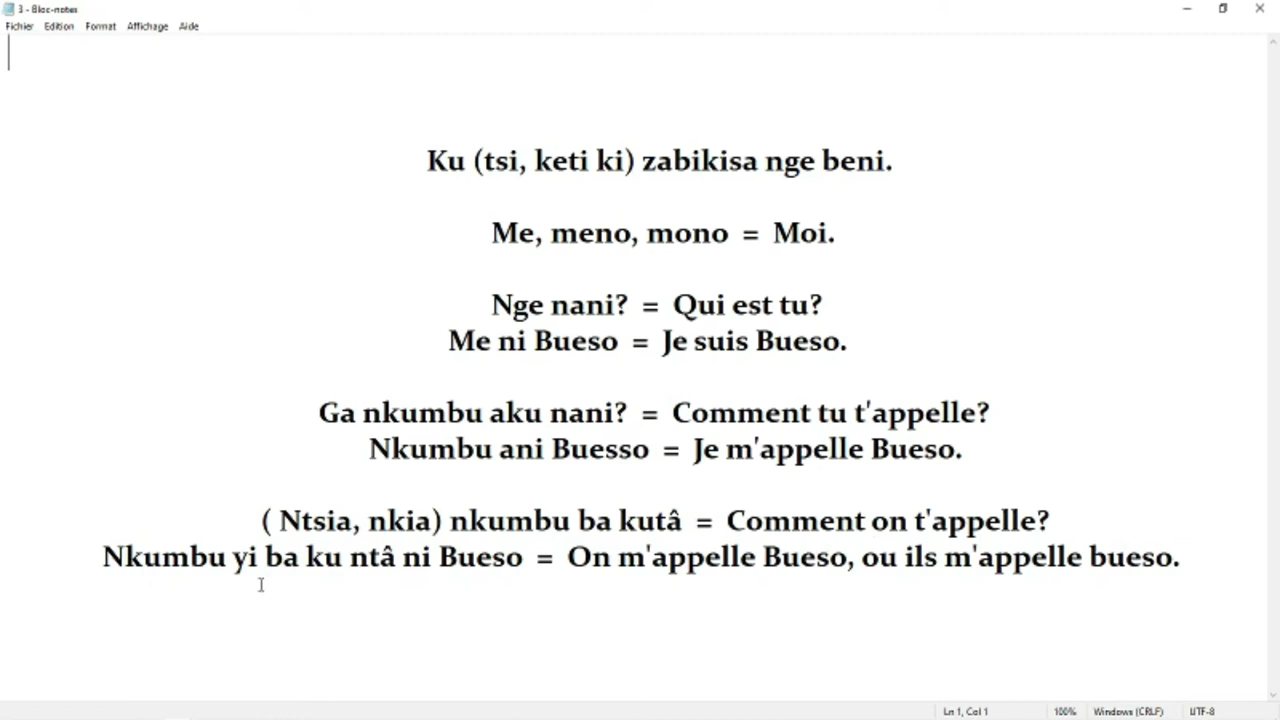 3 - Bloc-notes
Fichier Edition Format Affichage Aide
Ku (tsi, keti ki) zabikisa nge beni.
Me, meno, mono = Moi.
Nge nani? = Qui est tu?
Me ni Bueso = Je suis Bueso.
Ga nkumbu aku nani? = Comment tu t'appelle?
Nkumbu ani Buesso = Je m'appelle Bueso.
( Ntsia, nkia) nkumbu ba kutâ = Comment on t'appelle?
Nkumbu yi ba ku ntâ ni Bueso = On m'appelle Bueso, ou ils m'appelle bueso.
Ln 1, Col 1 100% Windows (CRLF) UTF-8